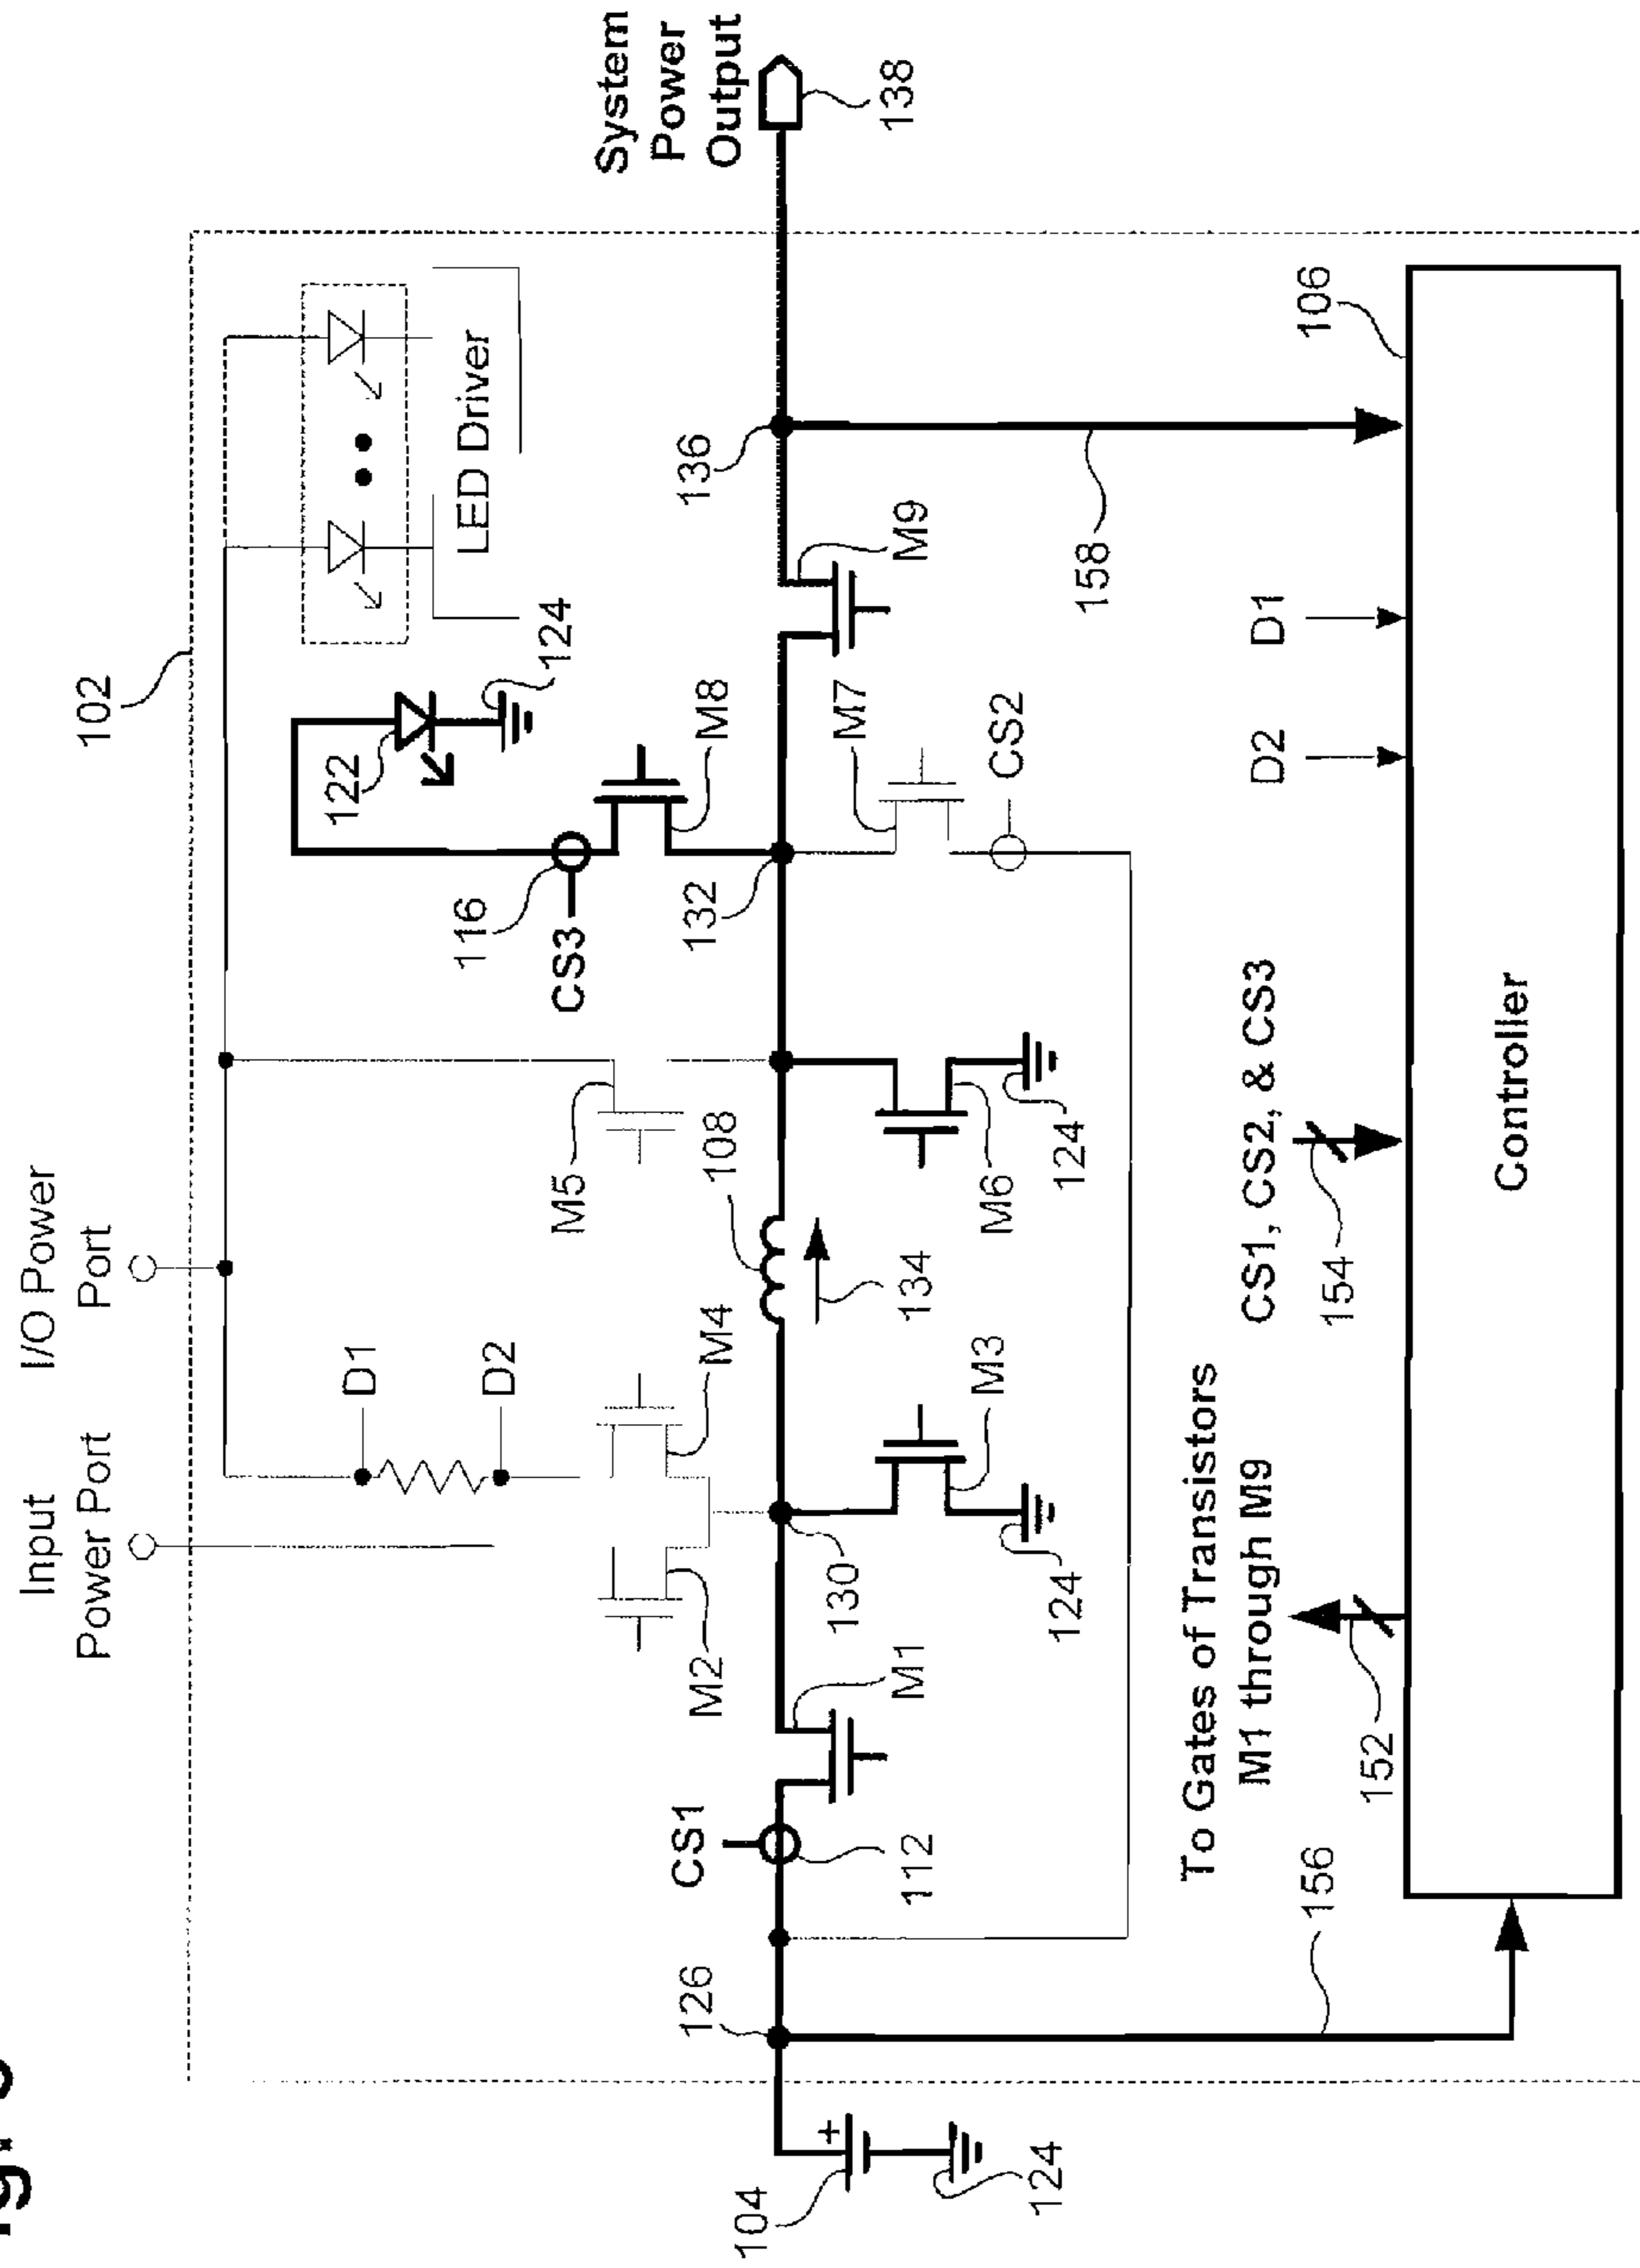 102
Input
Power Port
I/O Power
Port
D1
D2
LED Driver
124
122
116
CS3
M8
M5
M4
M2
108
134
132
136
System
Power
Output
138
M9
M7
CS2
M6
124
M3
124
130
M1
CS1
112
126
104
124
158
156
To Gates of Transistors
M1 through M9
152
CS1, CS2, & CS3
154
D2
D1
106
Controller